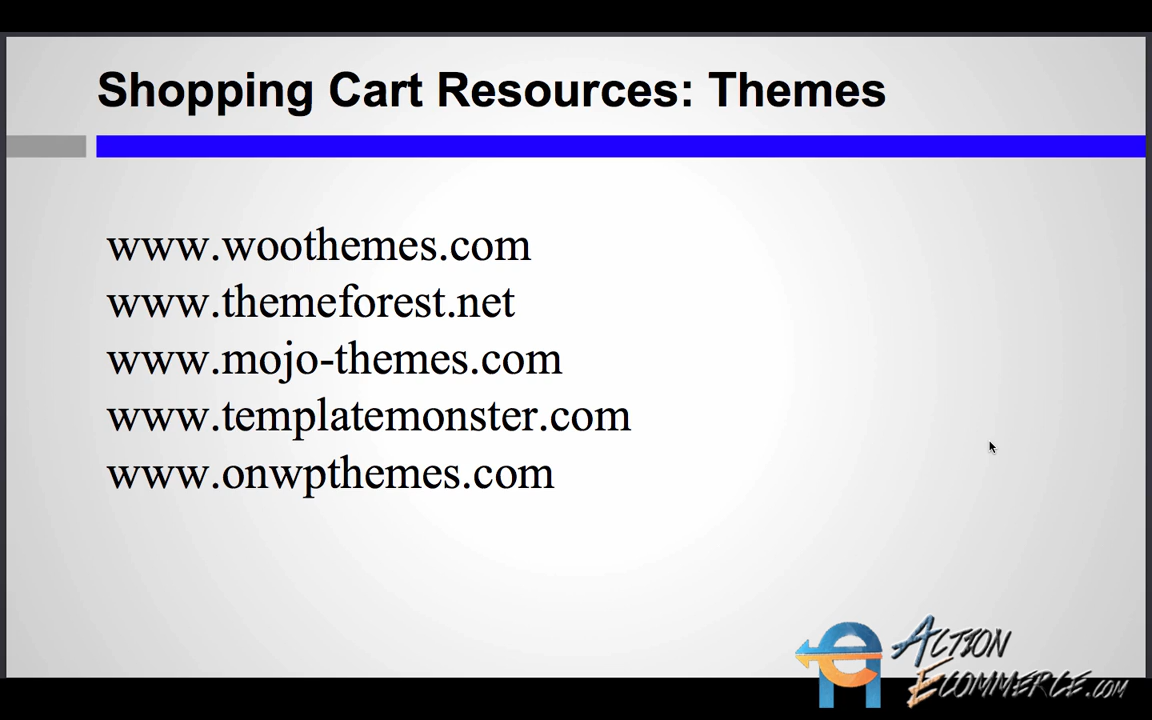 Shopping Cart Resources: Themes
www.woothemes.com
www.themeforest.net
www.mojo-themes.com
www.templatemonster.com
www.onwpthemes.com
Action
Ecommerce.com